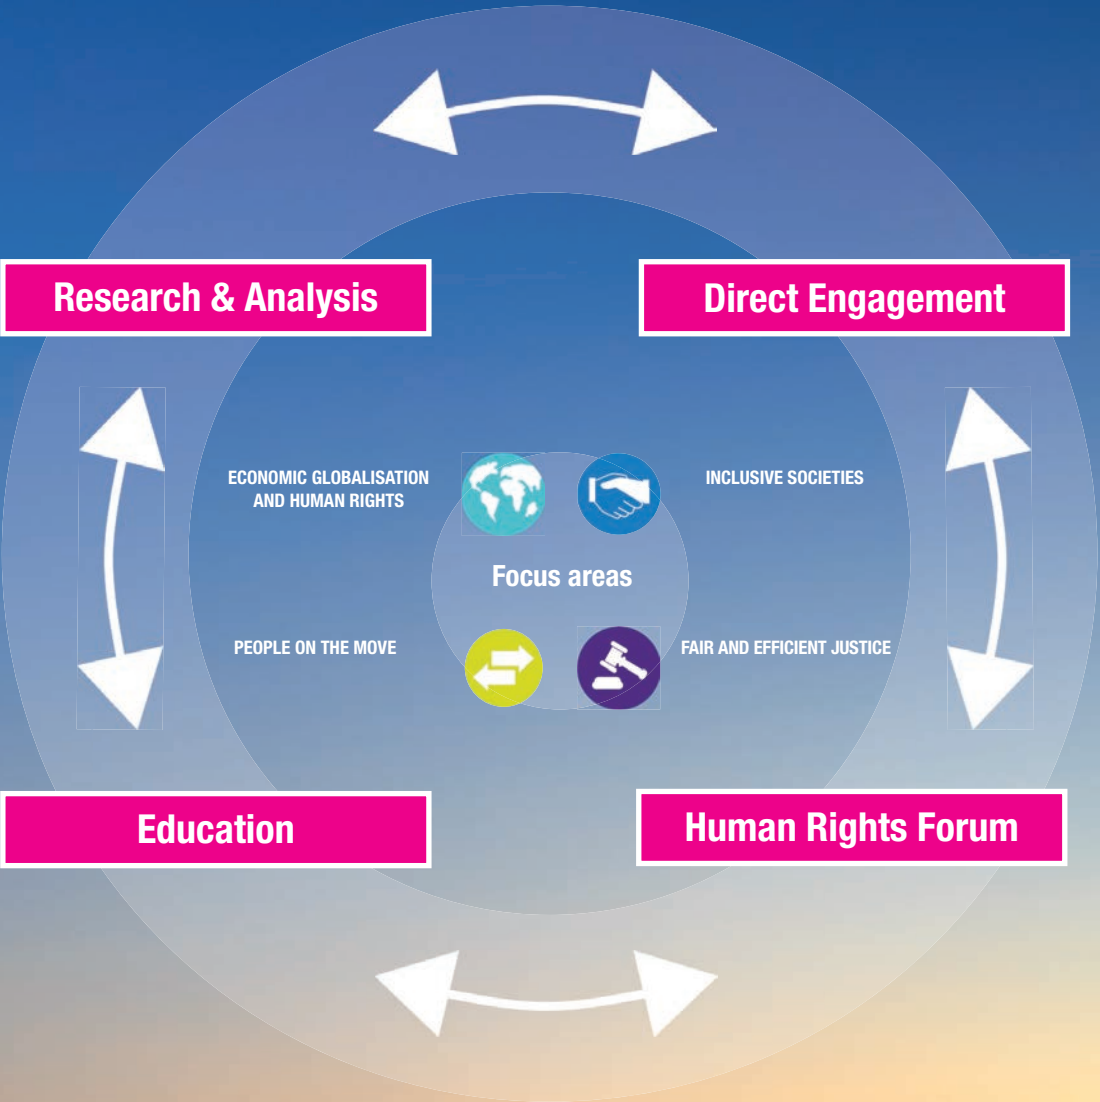 Research & Analysis
Direct Engagement
ECONOMIC GLOBALISATION
AND HUMAN RIGHTS
INCLUSIVE SOCIETIES
Focus areas
PEOPLE ON THE MOVE
FAIR AND EFFICIENT JUSTICE
Education
Human Rights Forum